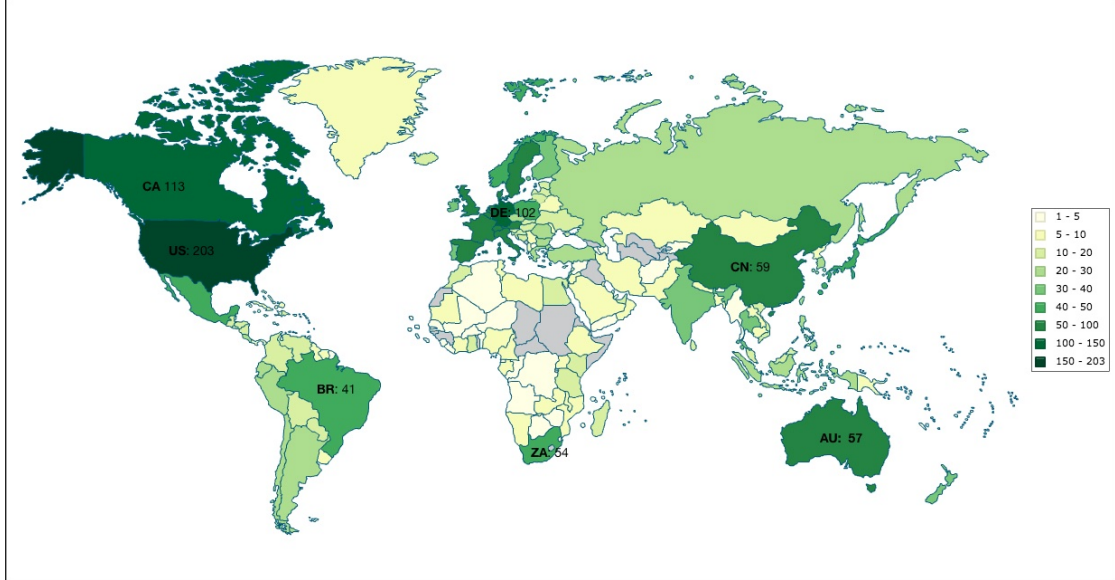 CA 113
US: 203
DE: 102
CN: 59
BR: 41
AU: 57
ZA: 54
1 - 5
5 - 10
10 - 20
20 - 30
30 - 40
40 - 50
50 - 100
100 - 150
150 - 203